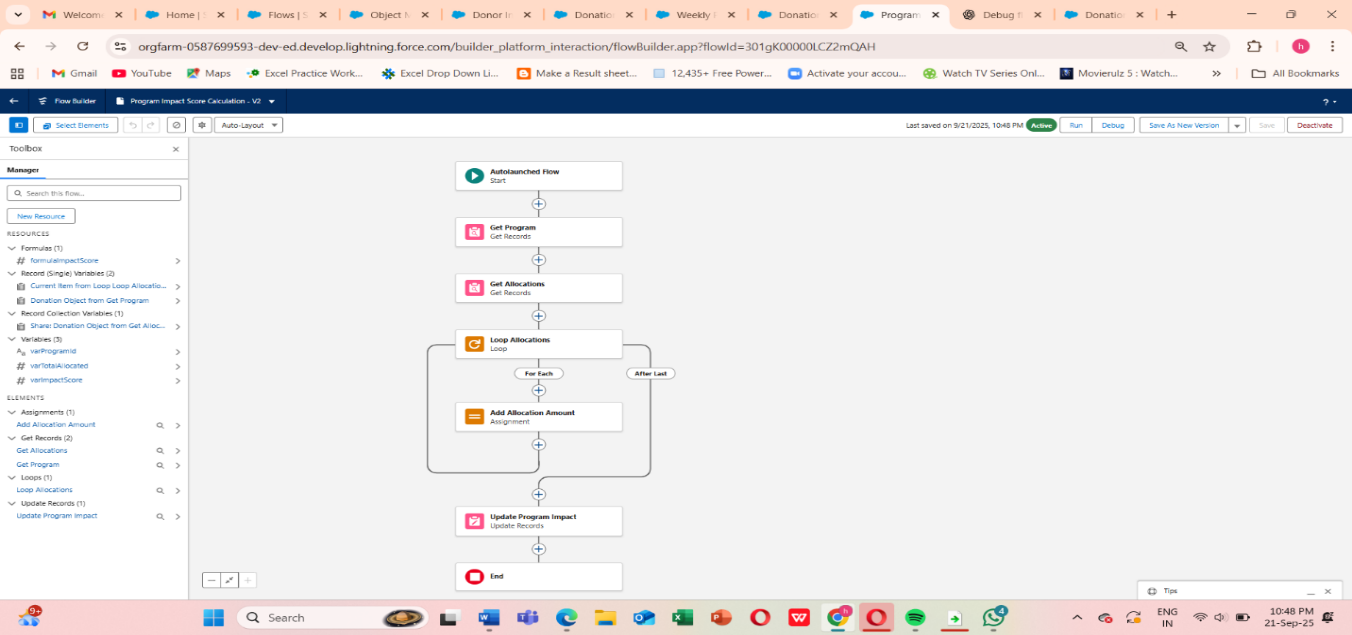 Welcom
Home | S
Flows | S
Object M
Donor In
Donatio
Weekly F
Donatio
Program
Debug fl
Donatio
orgfarm-0587699593-dev-ed.develop.lightning.force.com/builder_platform_interaction/flowBuilder.app?flowId=301gK00000LCZ2mQAH
h
Gmail
YouTube
Maps
Excel Practice Work...
Excel Drop Down Li...
Make a Result sheet...
12,435+ Free Power...
Activate your accou...
Watch TV Series Onl...
Movierulz 5 : Watch...
All Bookmarks
Flow Builder
Program Impact Score Calculation - V2
?
Select Elements
Auto-Layout
Last saved on 9/21/2025, 10:48 PM
Active
Run
Debug
Save As New Version
Save
Deactivate
Toolbox
Manager
Search this flow...
New Resource
RESOURCES
Formulas (1)
formulaImpactScore
Record (Single) Variables (2)
Current Item from Loop Loop Allocatio...
Donation Object from Get Program
Record Collection Variables (1)
Share: Donation Object from Get Alloc...
Variables (3)
varProgramId
varTotalAllocated
varImpactScore
ELEMENTS
Assignments (1)
Add Allocation Amount
Get Records (2)
Get Allocations
Get Program
Loops (1)
Loop Allocations
Update Records (1)
Update Program Impact
Autolaunched Flow
Start
Get Program
Get Records
Get Allocations
Get Records
Loop Allocations
Loop
For Each
After Last
Add Allocation Amount
Assignment
Update Program Impact
Update Records
End
Tips
9+
Search
h
4
ENG
IN
10:48 PM
21-Sep-25